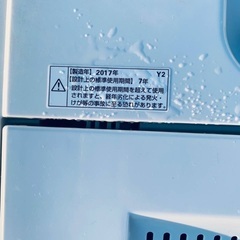 【製造年】2017年 Y2
【設計上の標準使用期間】 7年
設計上の標準使用期間を超えて使用
されますと、経年劣化による発火・
けが等の事故に至る恐れがあります。